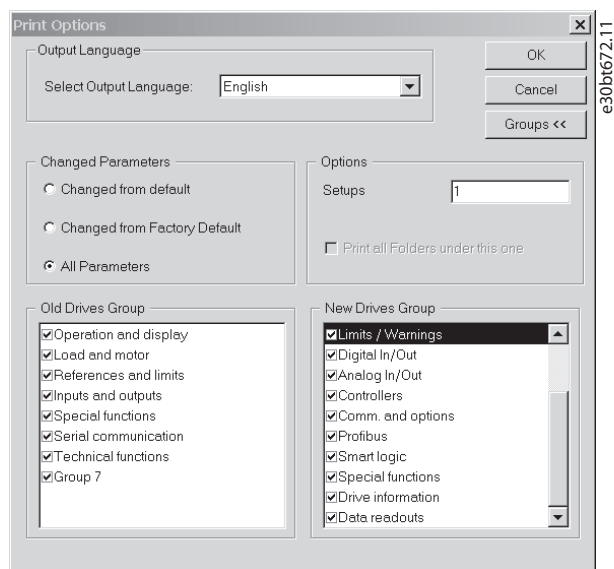 Print Options
Output Language
Select Output Language:
English
OK
Cancel
Groups <<
Changed Parameters
Changed from default
Changed from Factory Default
All Parameters
Options
Setups
1
Print all Folders under this one
Old Drives Group
Operation and display
Load and motor
References and limits
Inputs and outputs
Special functions
Serial communication
Technical functions
Group 7
New Drives Group
Limits / Warnings
Digital In/Out
Analog In/Out
Controllers
Comm. and options
Profibus
Smart logic
Special functions
Drive information
Data readouts
e30bt672.11